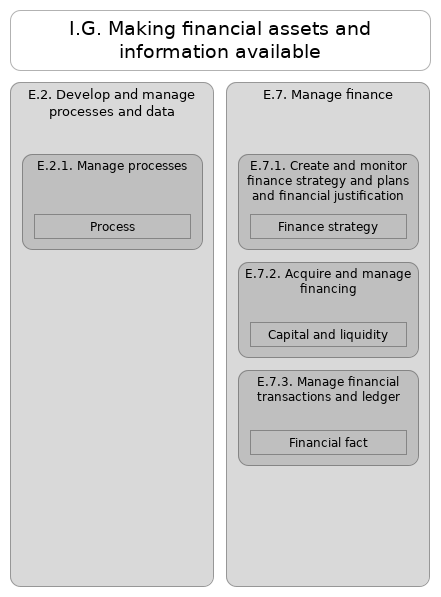 I.G. Making financial assets and
information available
E.2. Develop and manage
processes and data
E.2.1. Manage processes
Process
E.7. Manage finance
E.7.1. Create and monitor
finance strategy and plans
and financial justification
Finance strategy
E.7.2. Acquire and manage
financing
Capital and liquidity
E.7.3. Manage financial
transactions and ledger
Financial fact